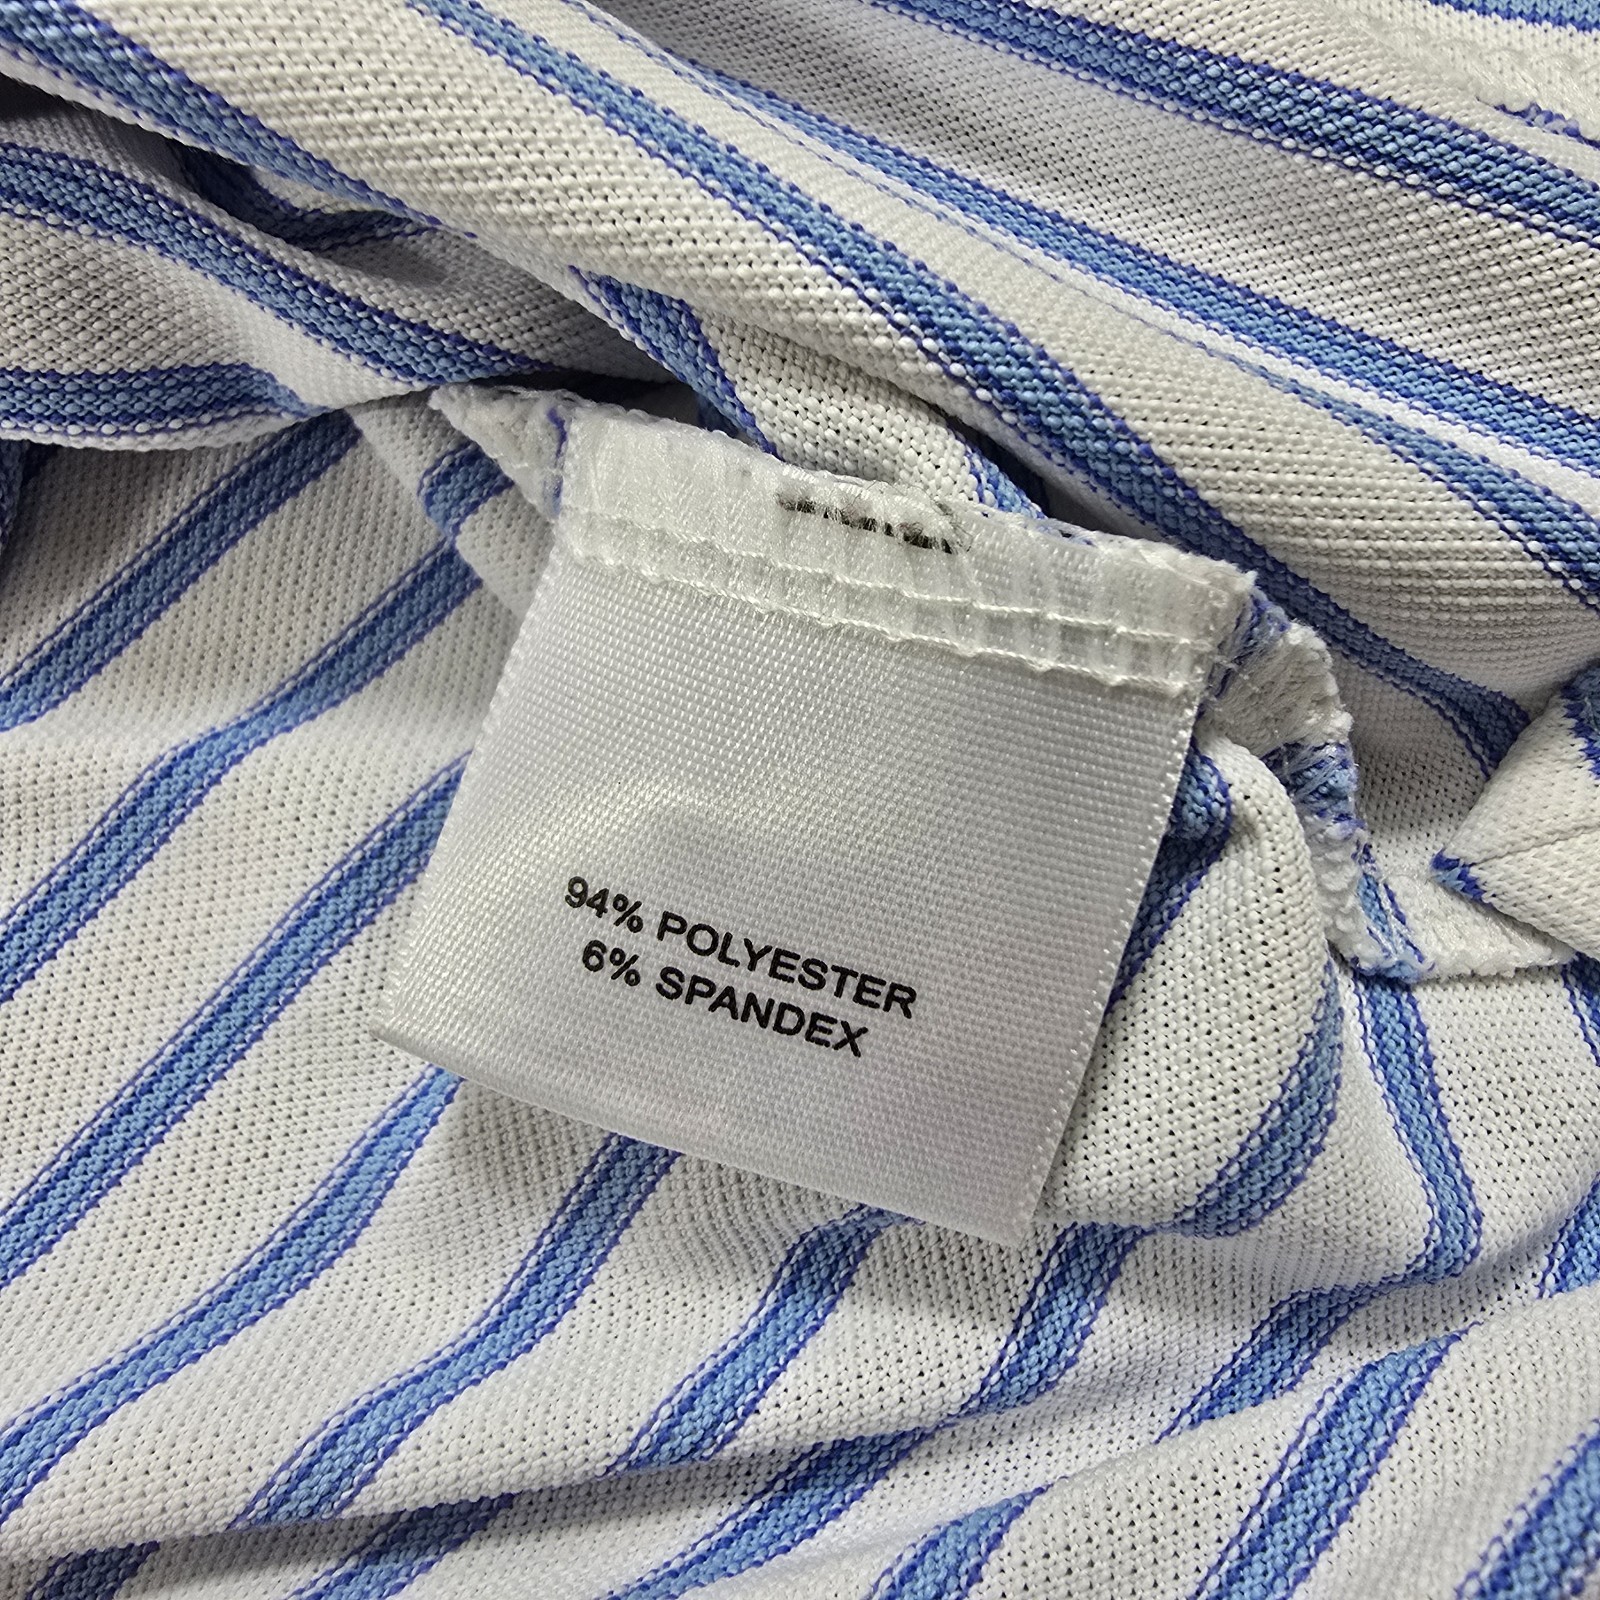 94% POLYESTER
6% SPANDEX